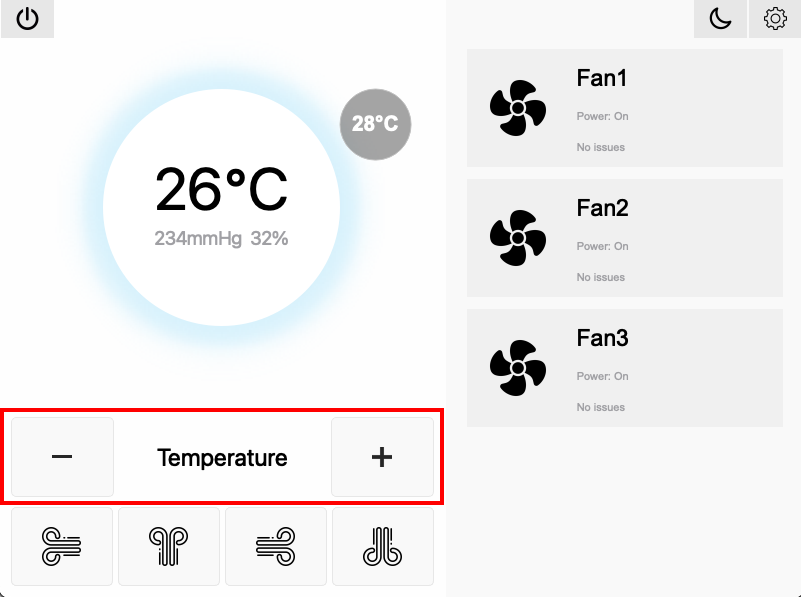 28°C
26°C
234mmHg 32%
− Temperature +
Fan1
Power: On
No issues
Fan2
Power: On
No issues
Fan3
Power: On
No issues